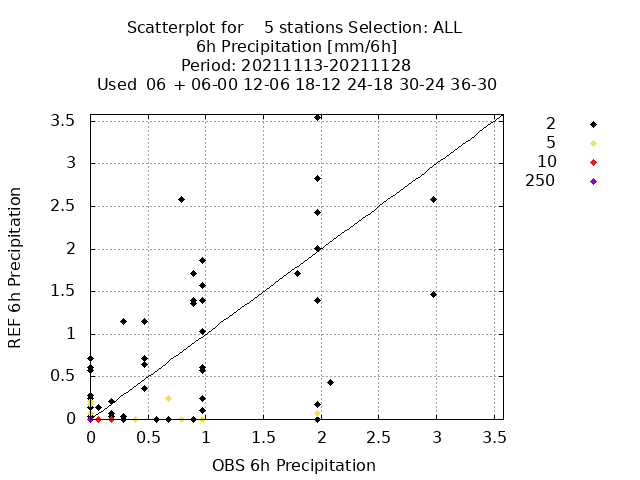 Scatterplot for 5 stations Selection: ALL
6h Precipitation [mm/6h]
Period: 20211113-20211128
Used 06 + 06-00 12-06 18-12 24-18 30-24 36-30
2
5
10
250
3.5
3
2.5
2
1.5
1
0.5
0
REF 6h Precipitation
0 0.5 1 1.5 2 2.5 3 3.5
OBS 6h Precipitation